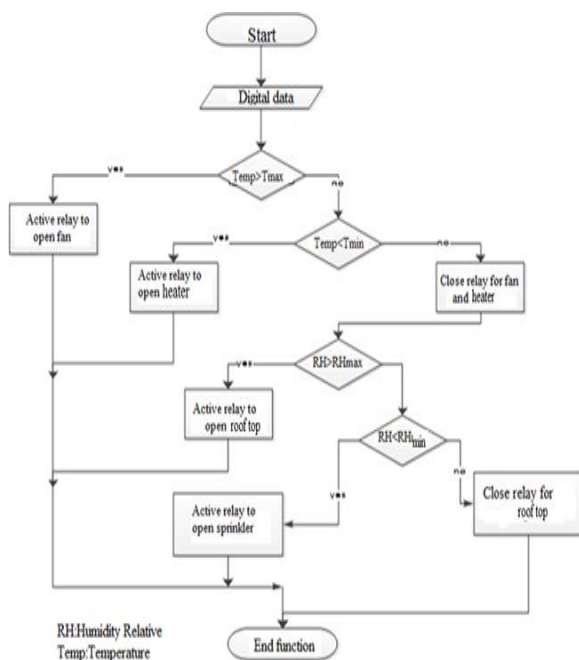 Start
Digital data
Temp>Tmax
yes
no
Active relay to
open fan
Temp<Tmin
yes
no
Active relay to
open heater
Close relay for fan
and heater
RH>RHmax
yes
Active relay to
open roof top
RH<RHmin
yes
no
Active relay to
open sprinkler
Close relay for
roof top
RH:Humidity Relative
Temp:Temperature
End function